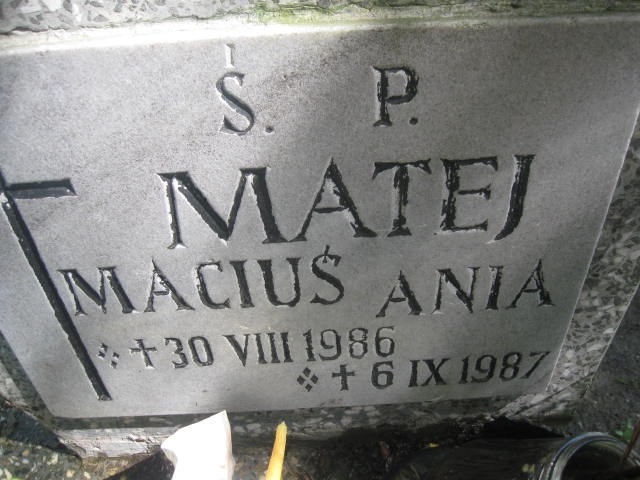 Ś. P.
MATEJ
MACIUŚ ANIA
* + 30 VIII 1986
* + 6 IX 1987